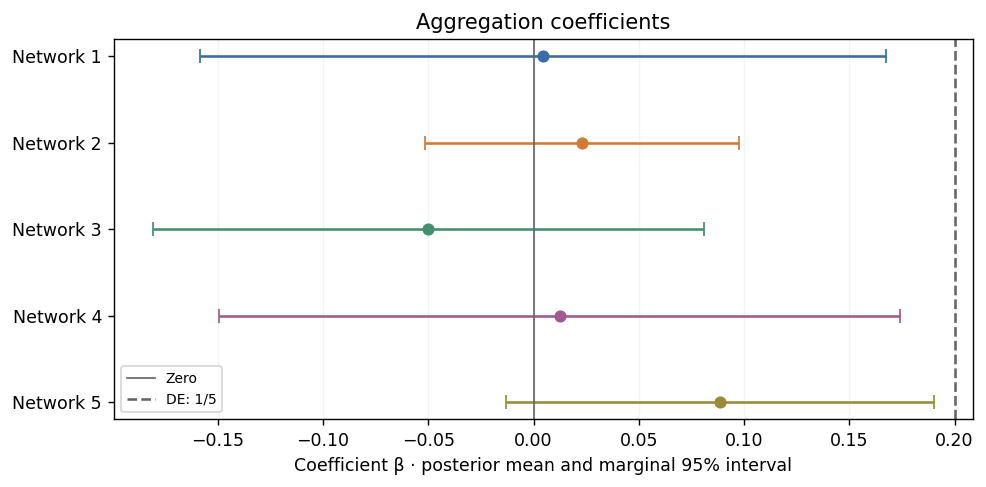 Aggregation coefficients
Network 1
Network 2
Network 3
Network 4
Network 5
Zero
DE: 1/5
−0.15 −0.10 −0.05 0.00 0.05 0.10 0.15 0.20
Coefficient β · posterior mean and marginal 95% interval